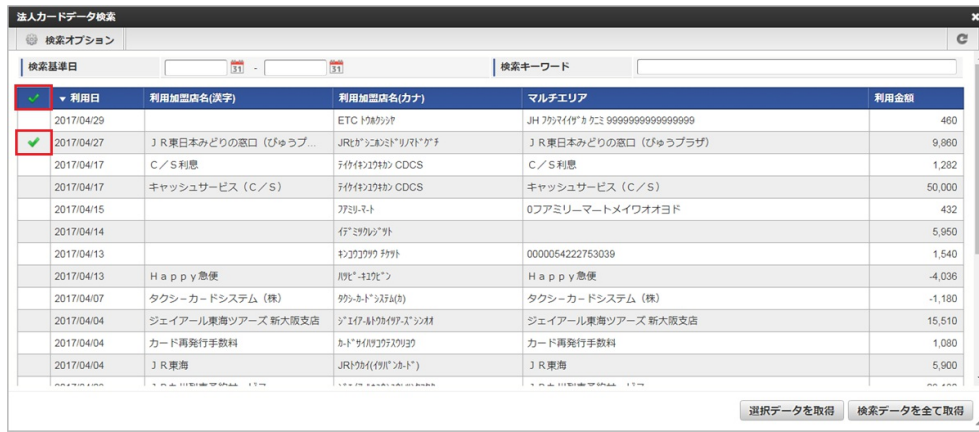 法人カードデータ検索
検索オプション
検索基準日 31 - 31 検索キーワード
▼ 利用日 利用加盟店名(漢字) 利用加盟店名(カナ) マルチエリア 利用金額
2017/04/29 ETC ﾄｳﾎｸｼｼﾔ JH ﾌｸｼﾏｲｲｻﾞｶ ｹﾆﾐ 9999999999999999 460
2017/04/27 ＪＲ東日本みどりの窓口（びゅうプ... JRﾋｶﾞｼﾆﾎﾝﾐﾄﾞﾘﾉﾏﾄﾞｸﾞﾁ ＪＲ東日本みどりの窓口（びゅうプラザ） 9,860
2017/04/17 Ｃ／Ｓ利息 ﾃｲｹｲｷﾝﾕｳｷｶﾝ CDCS Ｃ／Ｓ利息 1,282
2017/04/17 キャッシュサービス（Ｃ／Ｓ） ﾃｲｹｲｷﾝﾕｳｷｶﾝ CDCS キャッシュサービス（Ｃ／Ｓ） 50,000
2017/04/15 ﾌｱﾐﾘ-ﾏ-ﾄ 0フアミリーマートメイワオオヨド 432
2017/04/14 ｲﾃﾞﾐﾂｸﾚｼﾞﾂﾄ 5,950
2017/04/13 ｷﾝｺｳｺｳﾂｳ ﾁｹﾂﾄ 0000054222753039 1,540
2017/04/13 Ｈａｐｐｙ急便 ﾊﾂﾋﾟ-ｷﾕｳﾋﾞﾝ Ｈａｐｐｙ急便 -4,036
2017/04/07 タクシーカードシステム（株） ﾀｸｼ-ｶ-ﾄﾞｼｽﾃﾑ(ｶ) タクシーカードシステム（株） -1,180
2017/04/04 ジェイアール東海ツアーズ 新大阪支店 ｼﾞｴｲｱ-ﾙﾄｳｶｲﾂｱ-ｽﾞｼﾝｵｵ ジェイアール東海ツアーズ 新大阪支店 15,510
2017/04/04 カード再発行手数料 ｶ-ﾄﾞｻｲﾊﾂｺｳﾃｽｳﾘﾖｳ カード再発行手数料 1,080
2017/04/04 ＪＲ東海 JRﾄｳｶｲ(ｲﾂﾊﾟﾝｶ-ﾄﾞ) ＪＲ東海 5,900
選択データを取得 検索データを全て取得